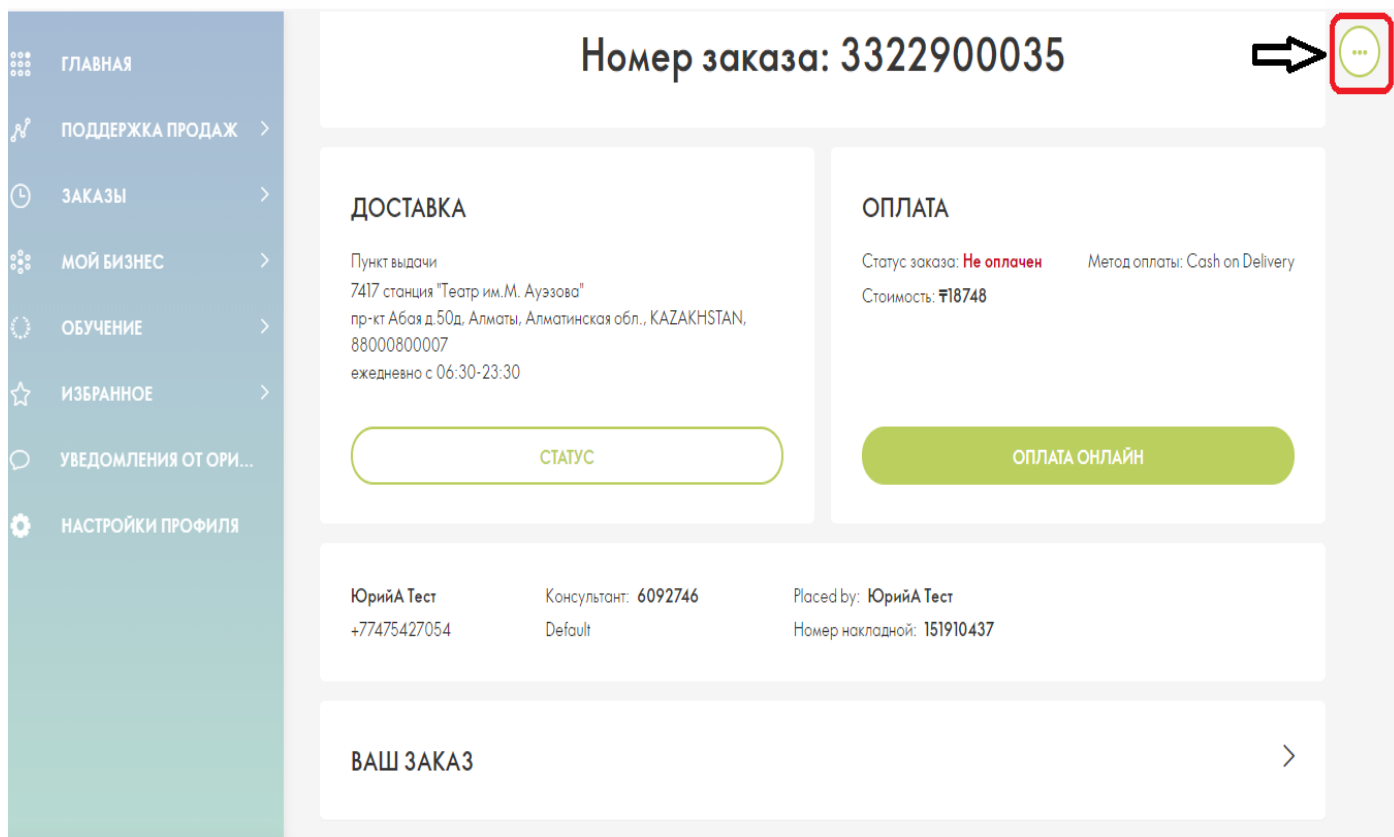 Номер заказа: 3322900035
ГЛАВНАЯ
ПОДДЕРЖКА ПРОДАЖ
ЗАКАЗЫ
МОЙ БИЗНЕС
ОБУЧЕНИЕ
ИЗБРАННОЕ
УВЕДОМЛЕНИЯ ОТ ОРИ...
НАСТРОЙКИ ПРОФИЛЯ
ДОСТАВКА
Пункт выдачи
7417 станция "Театр им.М. Ауэзова"
пр-кт Абая д.50д, Алматы, Алматинская обл., KAZAKHSTAN,
88000800007
ежедневно с 06:30-23:30
СТАТУС
ОПЛАТА
Статус заказа: Не оплачен Метод оплаты: Cash on Delivery
Стоимость: ₸18748
ОПЛАТА ОНЛАЙН
ЮрийА Тест Консультант: 6092746 Placed by: ЮрийА Тест
+77475427054 Default Номер накладной: 151910437
ВАШ ЗАКАЗ